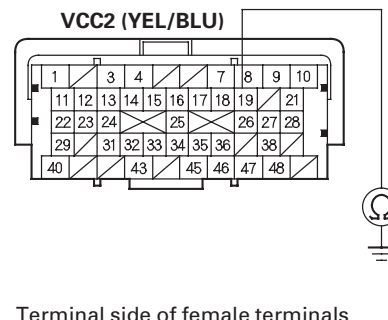 VCC2 (YEL/BLU)
1 3 4 7 8 9 10
11 12 13 14 15 16 17 18 19 21
22 23 24 25 26 27 28
29 31 32 33 34 35 36 38
40 43 45 46 47 48
Ω
Terminal side of female terminals